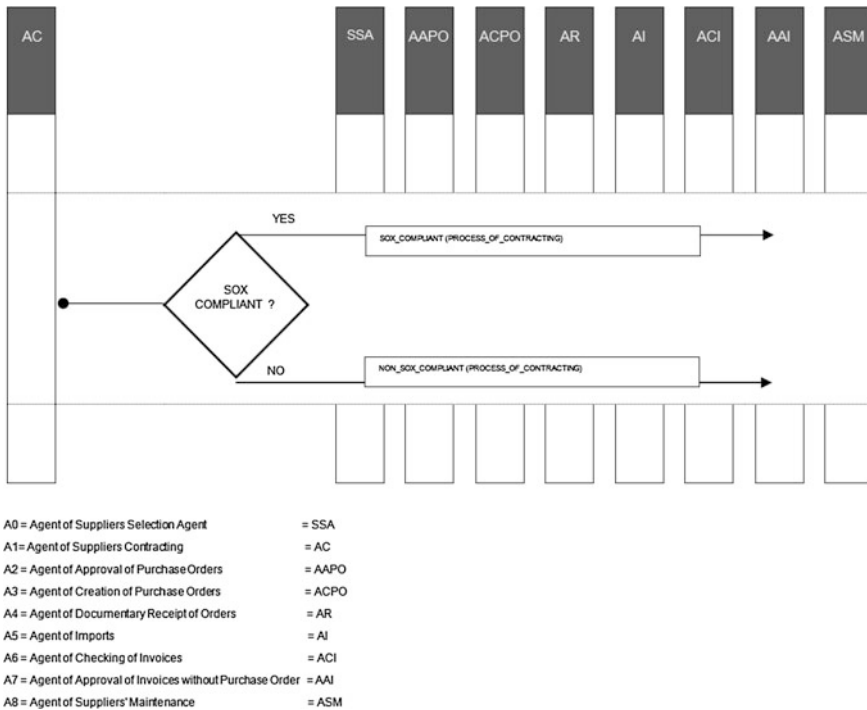 AC SSA AAPO ACPO AR AI ACI AAI ASM
YES
SOX_COMPLIANT (PROCESS_OF_CONTRACTING)
SOX
COMPLIANT ?
NO
NON_SOX_COMPLIANT (PROCESS_OF_CONTRACTING)
A0 = Agent of Suppliers Selection Agent = SSA
A1= Agent of Suppliers Contracting = AC
A2 = Agent of Approval of Purchase Orders = AAPO
A3 = Agent of Creation of Purchase Orders = ACPO
A4 = Agent of Documentary Receipt of Orders = AR
A5 = Agent of Imports = AI
A6 = Agent of Checking of Invoices = ACI
A7 = Agent of Approval of Invoices without Purchase Order = AAI
A8 = Agent of Suppliers' Maintenance = ASM